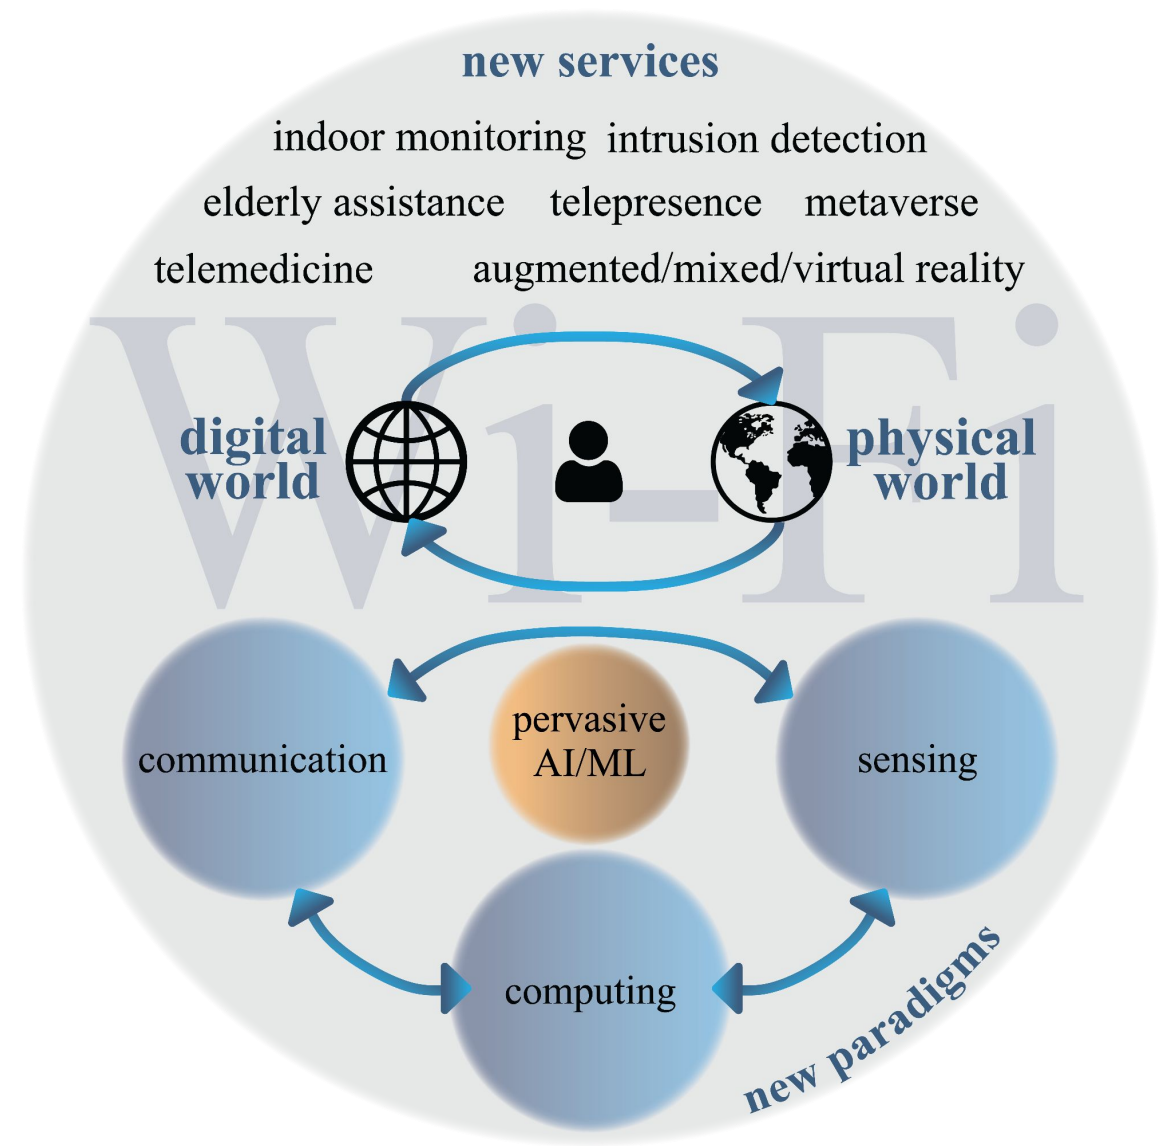 new services
indoor monitoring intrusion detection
elderly assistance telepresence metaverse
telemedicine augmented/mixed/virtual reality
Wi-Fi
digital
world
physical
world
pervasive
AI/ML
communication
sensing
computing
new paradigms